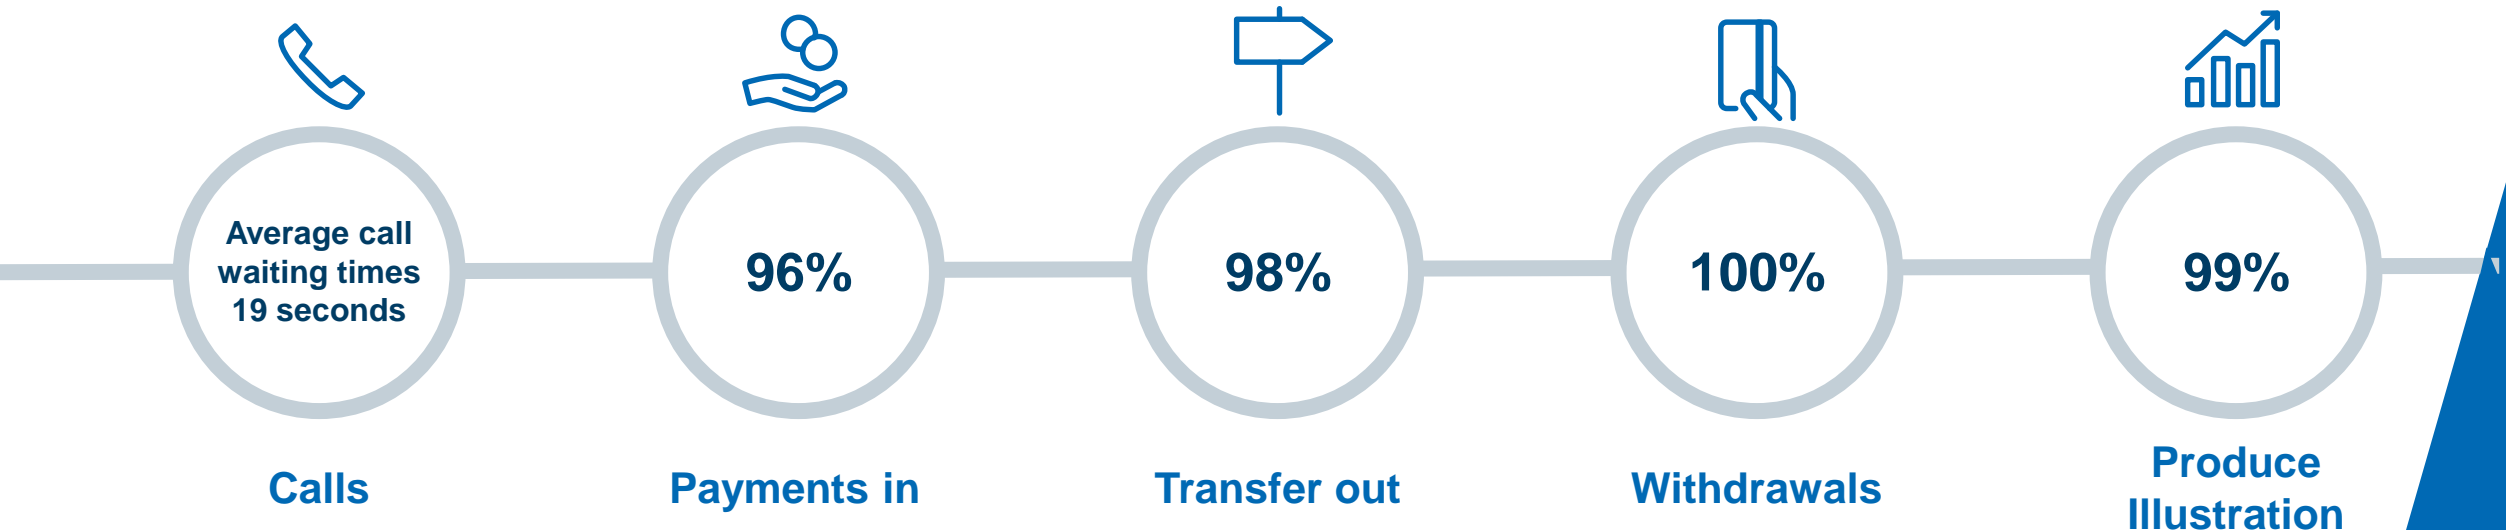 Average call
waiting times
19 seconds
96%
98%
100%
99%
Calls
Payments in
Transfer out
Withdrawals
Produce
Illustration